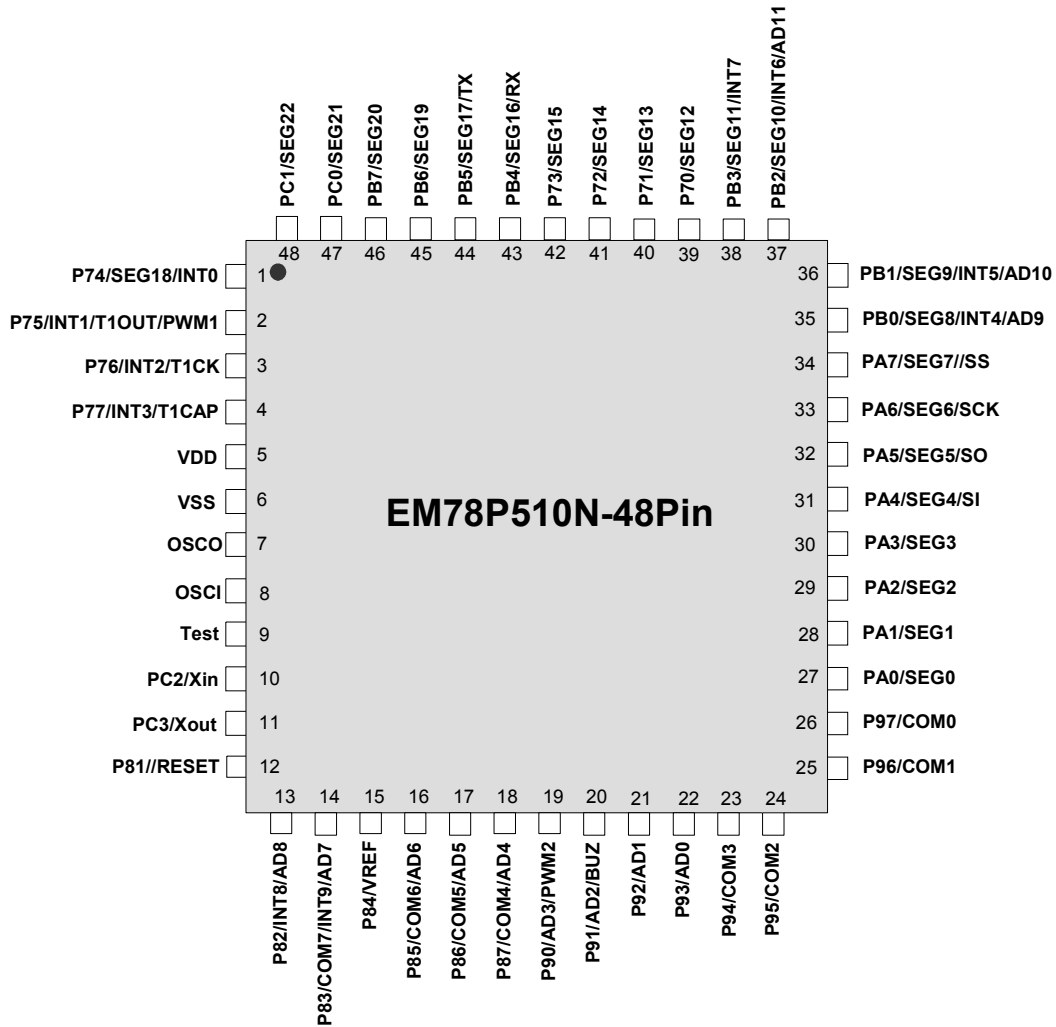 PC1/SEG22
PC0/SEG21
PB7/SEG20
PB6/SEG19
PB5/SEG17/TX
PB4/SEG16/RX
P73/SEG15
P72/SEG14
P71/SEG13
P70/SEG12
PB3/SEG11/INT7
PB2/SEG10/INT6/AD11
48 47 46 45 44 43 42 41 40 39 38 37
P74/SEG18/INT0 1
P75/INT1/T1OUT/PWM1 2
P76/INT2/T1CK 3
P77/INT3/T1CAP 4
VDD 5
VSS 6
OSCO 7
OSCI 8
Test 9
PC2/Xin 10
PC3/Xout 11
P81//RESET 12
EM78P510N-48Pin
36 PB1/SEG9/INT5/AD10
35 PB0/SEG8/INT4/AD9
34 PA7/SEG7//SS
33 PA6/SEG6/SCK
32 PA5/SEG5/SO
31 PA4/SEG4/SI
30 PA3/SEG3
29 PA2/SEG2
28 PA1/SEG1
27 PA0/SEG0
26 P97/COM0
25 P96/COM1
13 14 15 16 17 18 19 20 21 22 23 24
P82/INT8/AD8
P83/COM7/INT9/AD7
P84/VREF
P85/COM6/AD6
P86/COM5/AD5
P87/COM4/AD4
P90/AD3/PWM2
P91/AD2/BUZ
P92/AD1
P93/AD0
P94/COM3
P95/COM2